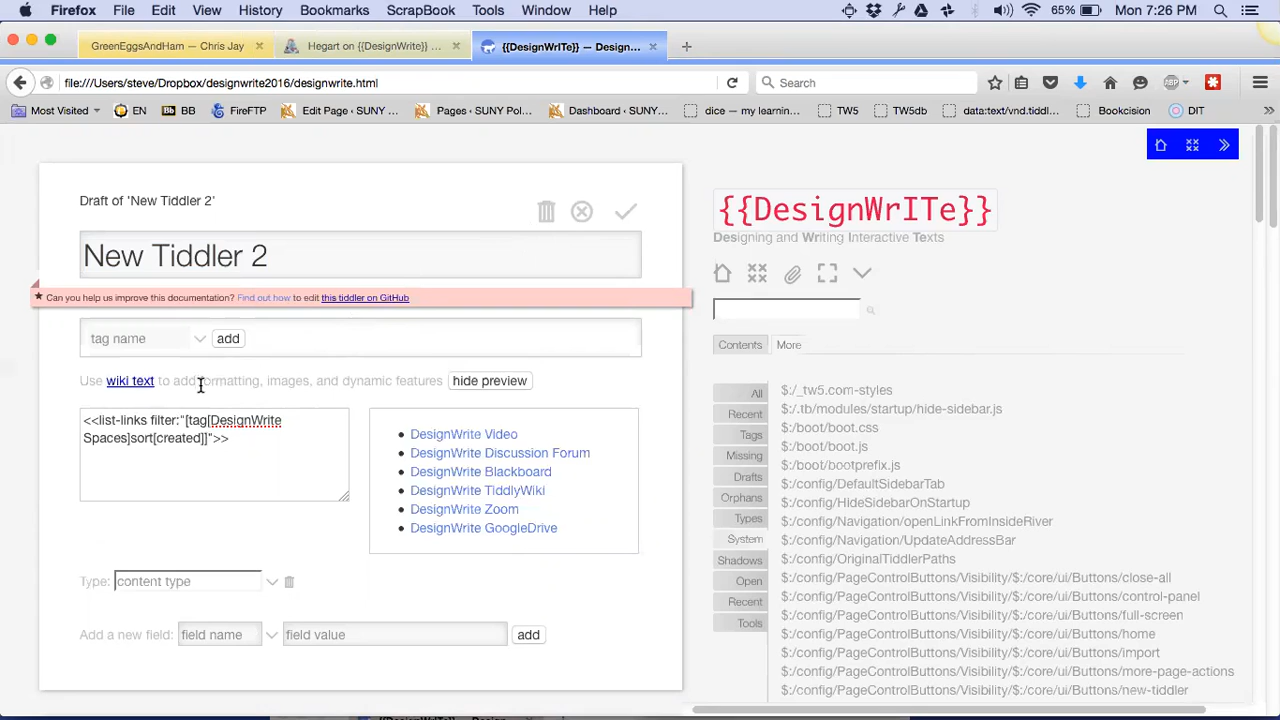 Firefox File Edit View History Bookmarks ScrapBook Tools Window Help 65% Mon 7:26 PM
GreenEggsAndHam — Chris Jay
Hegart on {{DesignWrite}} ...
{{DesignWrITe}} — Design...
file:///Users/steve/Dropbox/designwrite2016/designwrite.html
Search
Most Visited EN BB FireFTP Edit Page ‹ SUNY Po... Pages ‹ SUNY Pol... Dashboard ‹ SUNY ... dice — my learnin... TW5 TW5db data:text/vnd.tiddl... Bookcision DIT
Draft of 'New Tiddler 2'
New Tiddler 2
Can you help us improve this documentation? Find out how to edit this tiddler on GitHub
tag name
add
Use wiki text to add formatting, images, and dynamic features
hide preview
<<list-links filter:"[tag[DesignWrite
Spaces]sort[created]]">>
DesignWrite Video
DesignWrite Discussion Forum
DesignWrite Blackboard
DesignWrite TiddlyWiki
DesignWrite Zoom
DesignWrite GoogleDrive
Type: content type
Add a new field: field name field value add
{{DesignWrITe}}
Designing and Writing Interactive Texts
Contents More
All
Recent
Tags
Missing
Drafts
Orphans
Types
System
Shadows
Open
Recent
Tools
$:/_tw5.com-styles
$:/.tb/modules/startup/hide-sidebar.js
$:/boot/boot.css
$:/boot/boot.js
$:/boot/bootprefix.js
$:/config/DefaultSidebarTab
$:/config/HideSidebarOnStartup
$:/config/Navigation/openLinkFromInsideRiver
$:/config/Navigation/UpdateAddressBar
$:/config/OriginalTiddlerPaths
$:/config/PageControlButtons/Visibility/$:/core/ui/Buttons/close-all
$:/config/PageControlButtons/Visibility/$:/core/ui/Buttons/control-panel
$:/config/PageControlButtons/Visibility/$:/core/ui/Buttons/full-screen
$:/config/PageControlButtons/Visibility/$:/core/ui/Buttons/home
$:/config/PageControlButtons/Visibility/$:/core/ui/Buttons/import
$:/config/PageControlButtons/Visibility/$:/core/ui/Buttons/more-page-actions
$:/config/PageControlButtons/Visibility/$:/core/ui/Buttons/new-tiddler